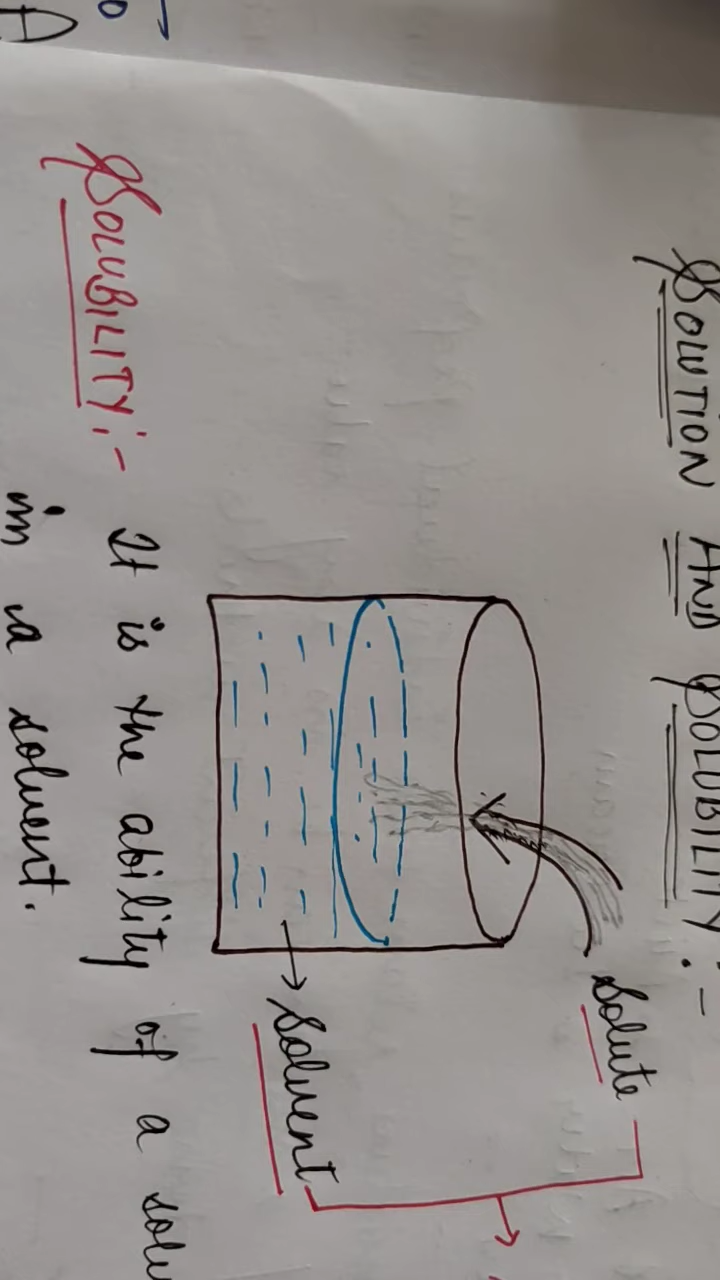 SOLUTION AND SOLUBILITY:-
Solute
Solvent
SOLUBILITY:- It is the ability of a
in a solvent.